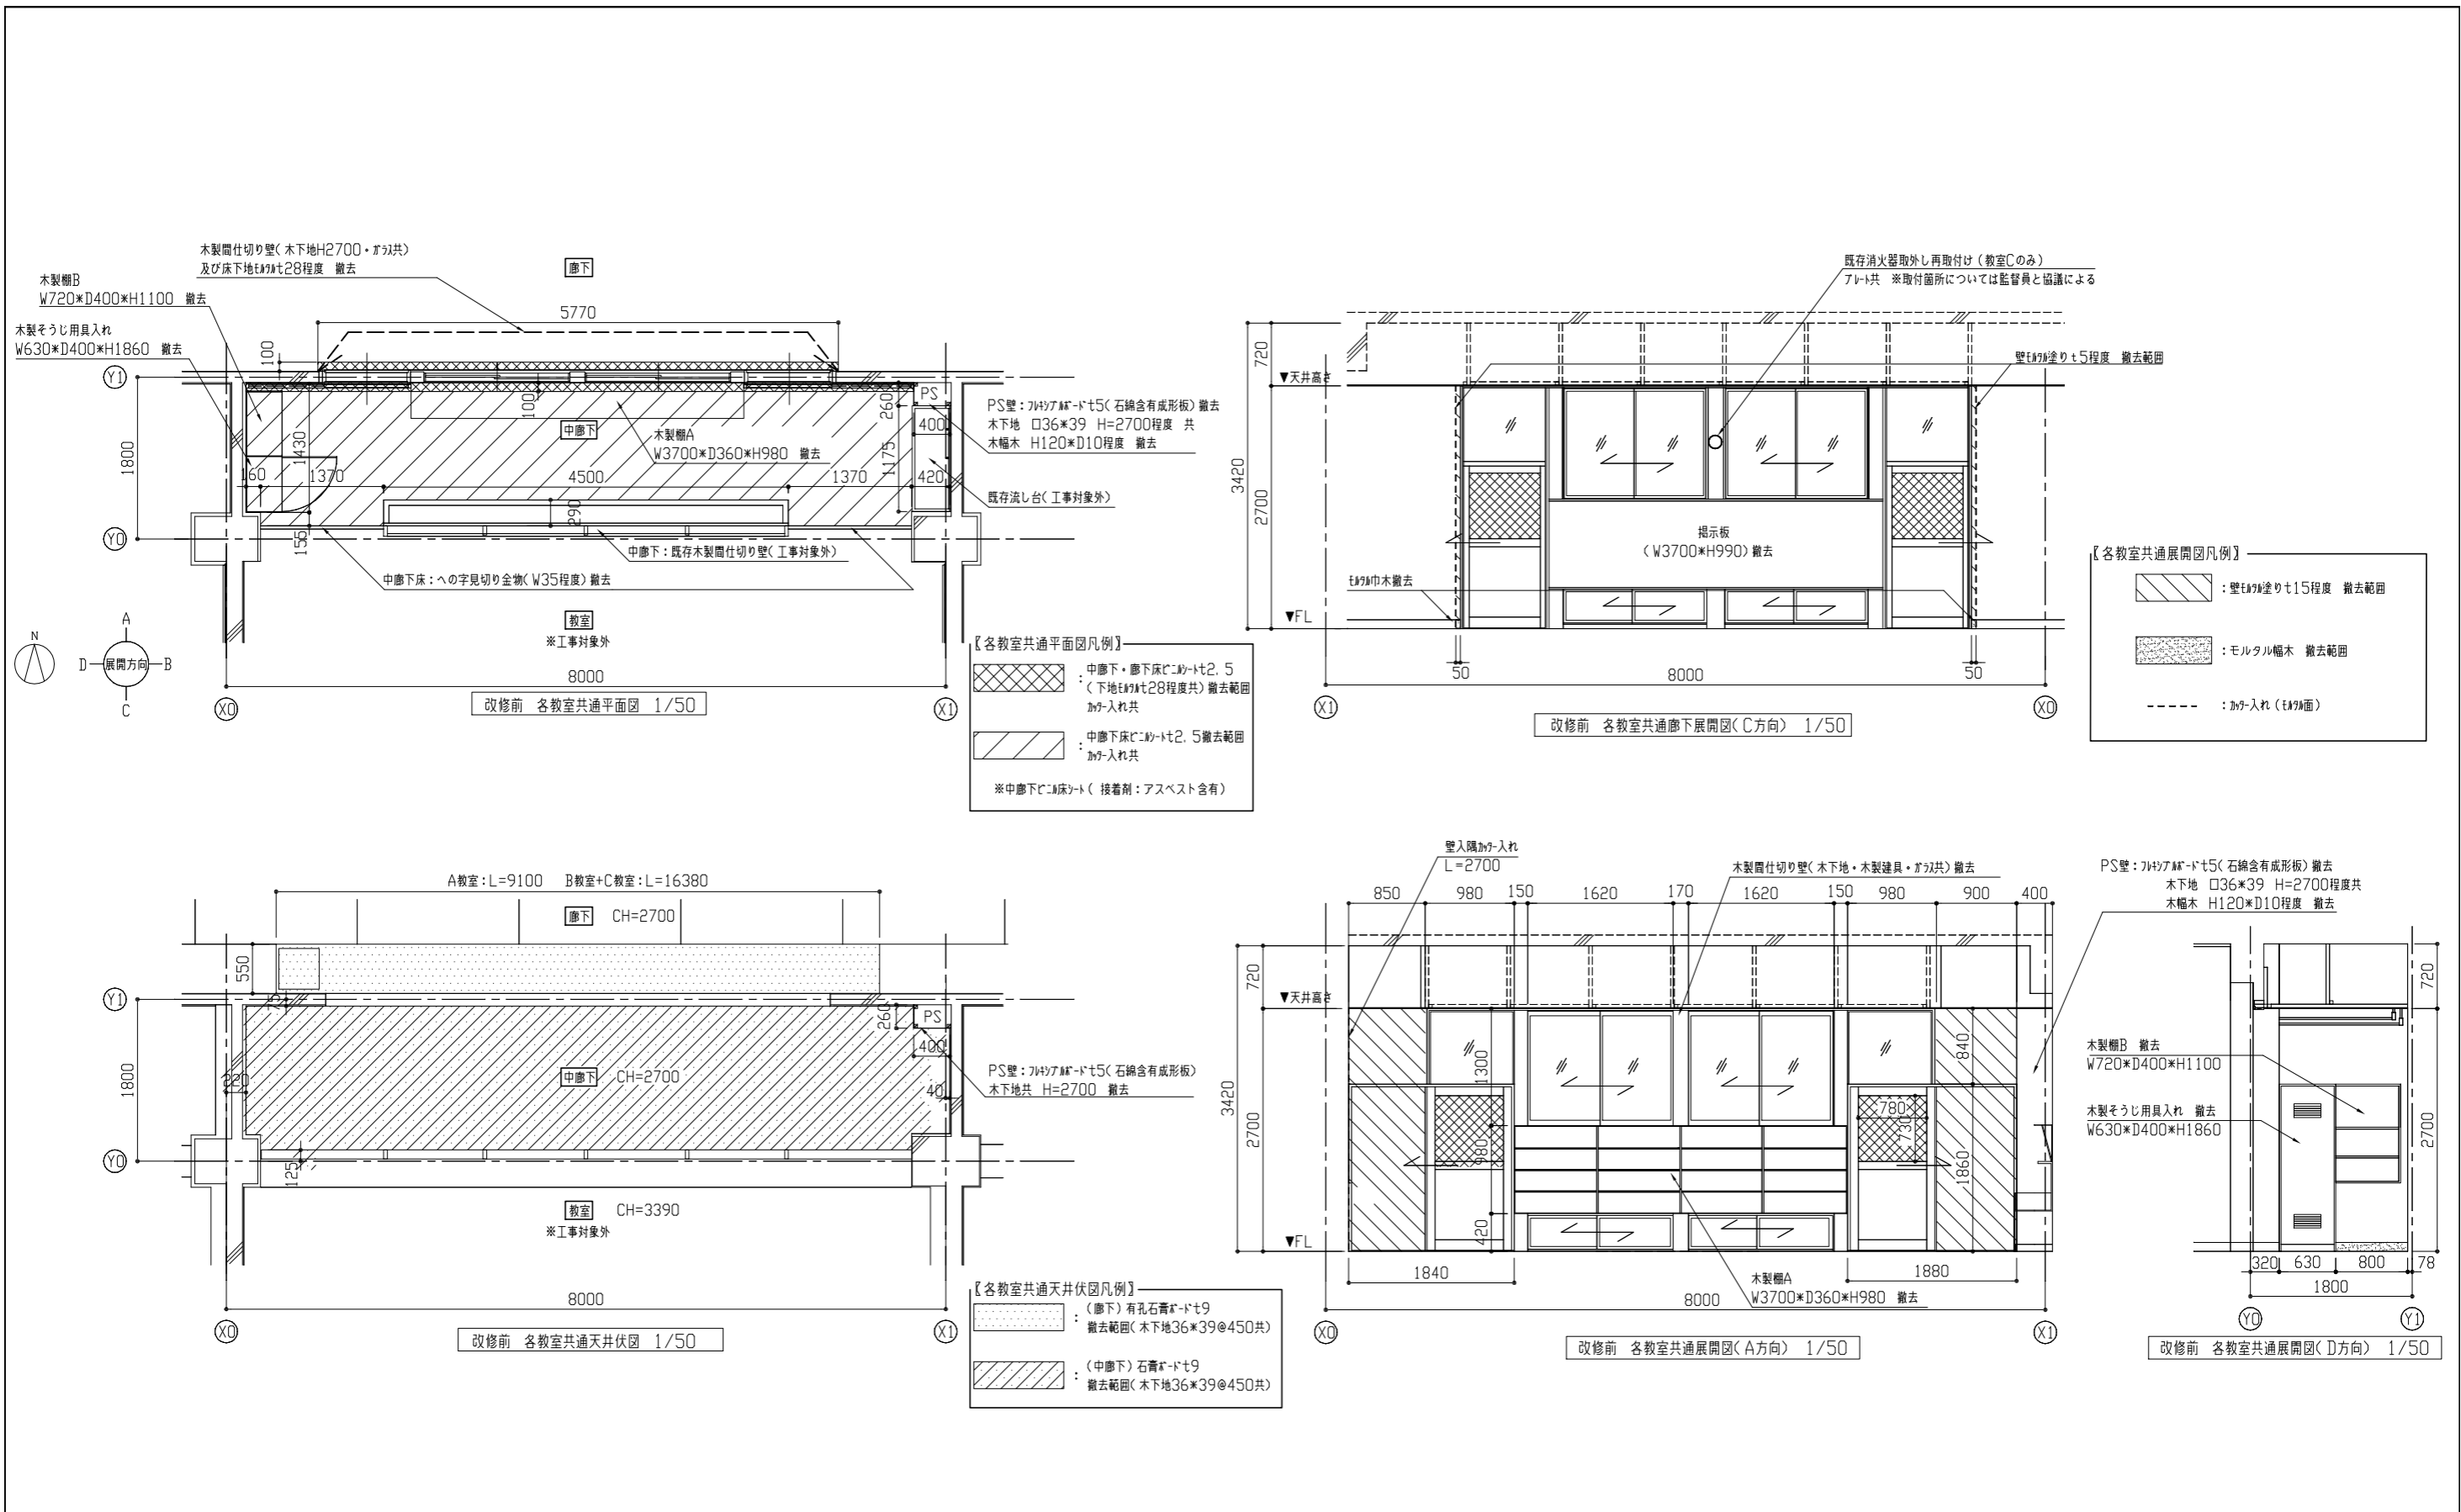 木製間仕切り壁(木下地H2700・ｶﾞﾗｽ共)
及び床下地ﾓﾙﾀﾙt28程度 撤去
木製棚B
W720*D400*H1100 撤去
木製そうじ用具入れ
W630*D400*H1860 撤去
廊下
5770
100
Y1
1800
Y0
PS
260
400
1175
420
100
中廊下
木製棚A
W3700*D360*H980 撤去
1430
160
1370
4500
1370
290
155
PS壁：ﾌﾚｷｼﾌﾞﾙﾎﾞｰﾄﾞt5(石綿含有成形板)撤去
木下地 ロ36*39 H=2700程度 共
木幅木 H120*D10程度 撤去
既存流し台(工事対象外)
中廊下：既存木製間仕切り壁(工事対象外)
中廊下床：への字見切り金物(W35程度)撤去
教室
※工事対象外
N
A
D
展開方向
B
C
8000
X0
X1
改修前 各教室共通平面図 1/50
〖各教室共通平面図凡例〗
：中廊下・廊下床ﾋﾞﾆﾙｼｰﾄt2.5
(下地ﾓﾙﾀﾙt28程度共)撤去範囲
ｶｯﾀｰ入れ共
：中廊下床ﾋﾞﾆﾙｼｰﾄt2.5撤去範囲
ｶｯﾀｰ入れ共
※中廊下ﾋﾞﾆﾙ床ｼｰﾄ(接着剤：アスベスト含有)
既存消火器取外し再取付け(教室Cのみ)
ﾌﾟﾚｰﾄ共 ※取付箇所については監督員と協議による
720
3420
2700
▼天井高さ
壁ﾓﾙﾀﾙ塗りt5程度 撤去範囲
掲示板
(W3700*H990)撤去
ﾓﾙﾀﾙ巾木撤去
▼FL
50
8000
50
X1
X0
改修前 各教室共通廊下展開図(C方向) 1/50
〖各教室共通展開図凡例〗
：壁ﾓﾙﾀﾙ塗りt15程度 撤去範囲
：モルタル幅木 撤去範囲
：ｶｯﾀｰ入れ(ﾓﾙﾀﾙ面)
A教室：L=9100 B教室+C教室：L=16380
廊下 CH=2700
550
75
Y1
1800
Y0
220
260
PS
400
40
中廊下 CH=2700
PS壁：ﾌﾚｷｼﾌﾞﾙﾎﾞｰﾄﾞt5(石綿含有成形板)
木下地共 H=2700 撤去
125
教室 CH=3390
※工事対象外
8000
X0
X1
改修前 各教室共通天井伏図 1/50
〖各教室共通天井伏図凡例〗
：(廊下)有孔石膏ﾎﾞｰﾄﾞt9
撤去範囲(木下地36*39@450共)
：(中廊下)石膏ﾎﾞｰﾄﾞt9
撤去範囲(木下地36*39@450共)
壁入隅ｶｯﾀｰ入れ
L=2700
木製間仕切り壁(木下地・木製建具・ｶﾞﾗｽ共)撤去
850
980
150
1620
170
1620
150
980
900
400
720
3420
2700
▼天井高さ
▼FL
1300
980
420
780
730
840
1860
1840
1880
木製棚A
W3700*D360*H980 撤去
8000
X0
X1
改修前 各教室共通展開図(A方向) 1/50
PS壁：ﾌﾚｷｼﾌﾞﾙﾎﾞｰﾄﾞt5(石綿含有成形板)撤去
木下地 ロ36*39 H=2700程度共
木幅木 H120*D10程度 撤去
木製棚B 撤去
W720*D400*H1100
木製そうじ用具入れ 撤去
W630*D400*H1860
720
2700
320
630
800
78
1800
Y0
Y1
改修前 各教室共通展開図(D方向) 1/50